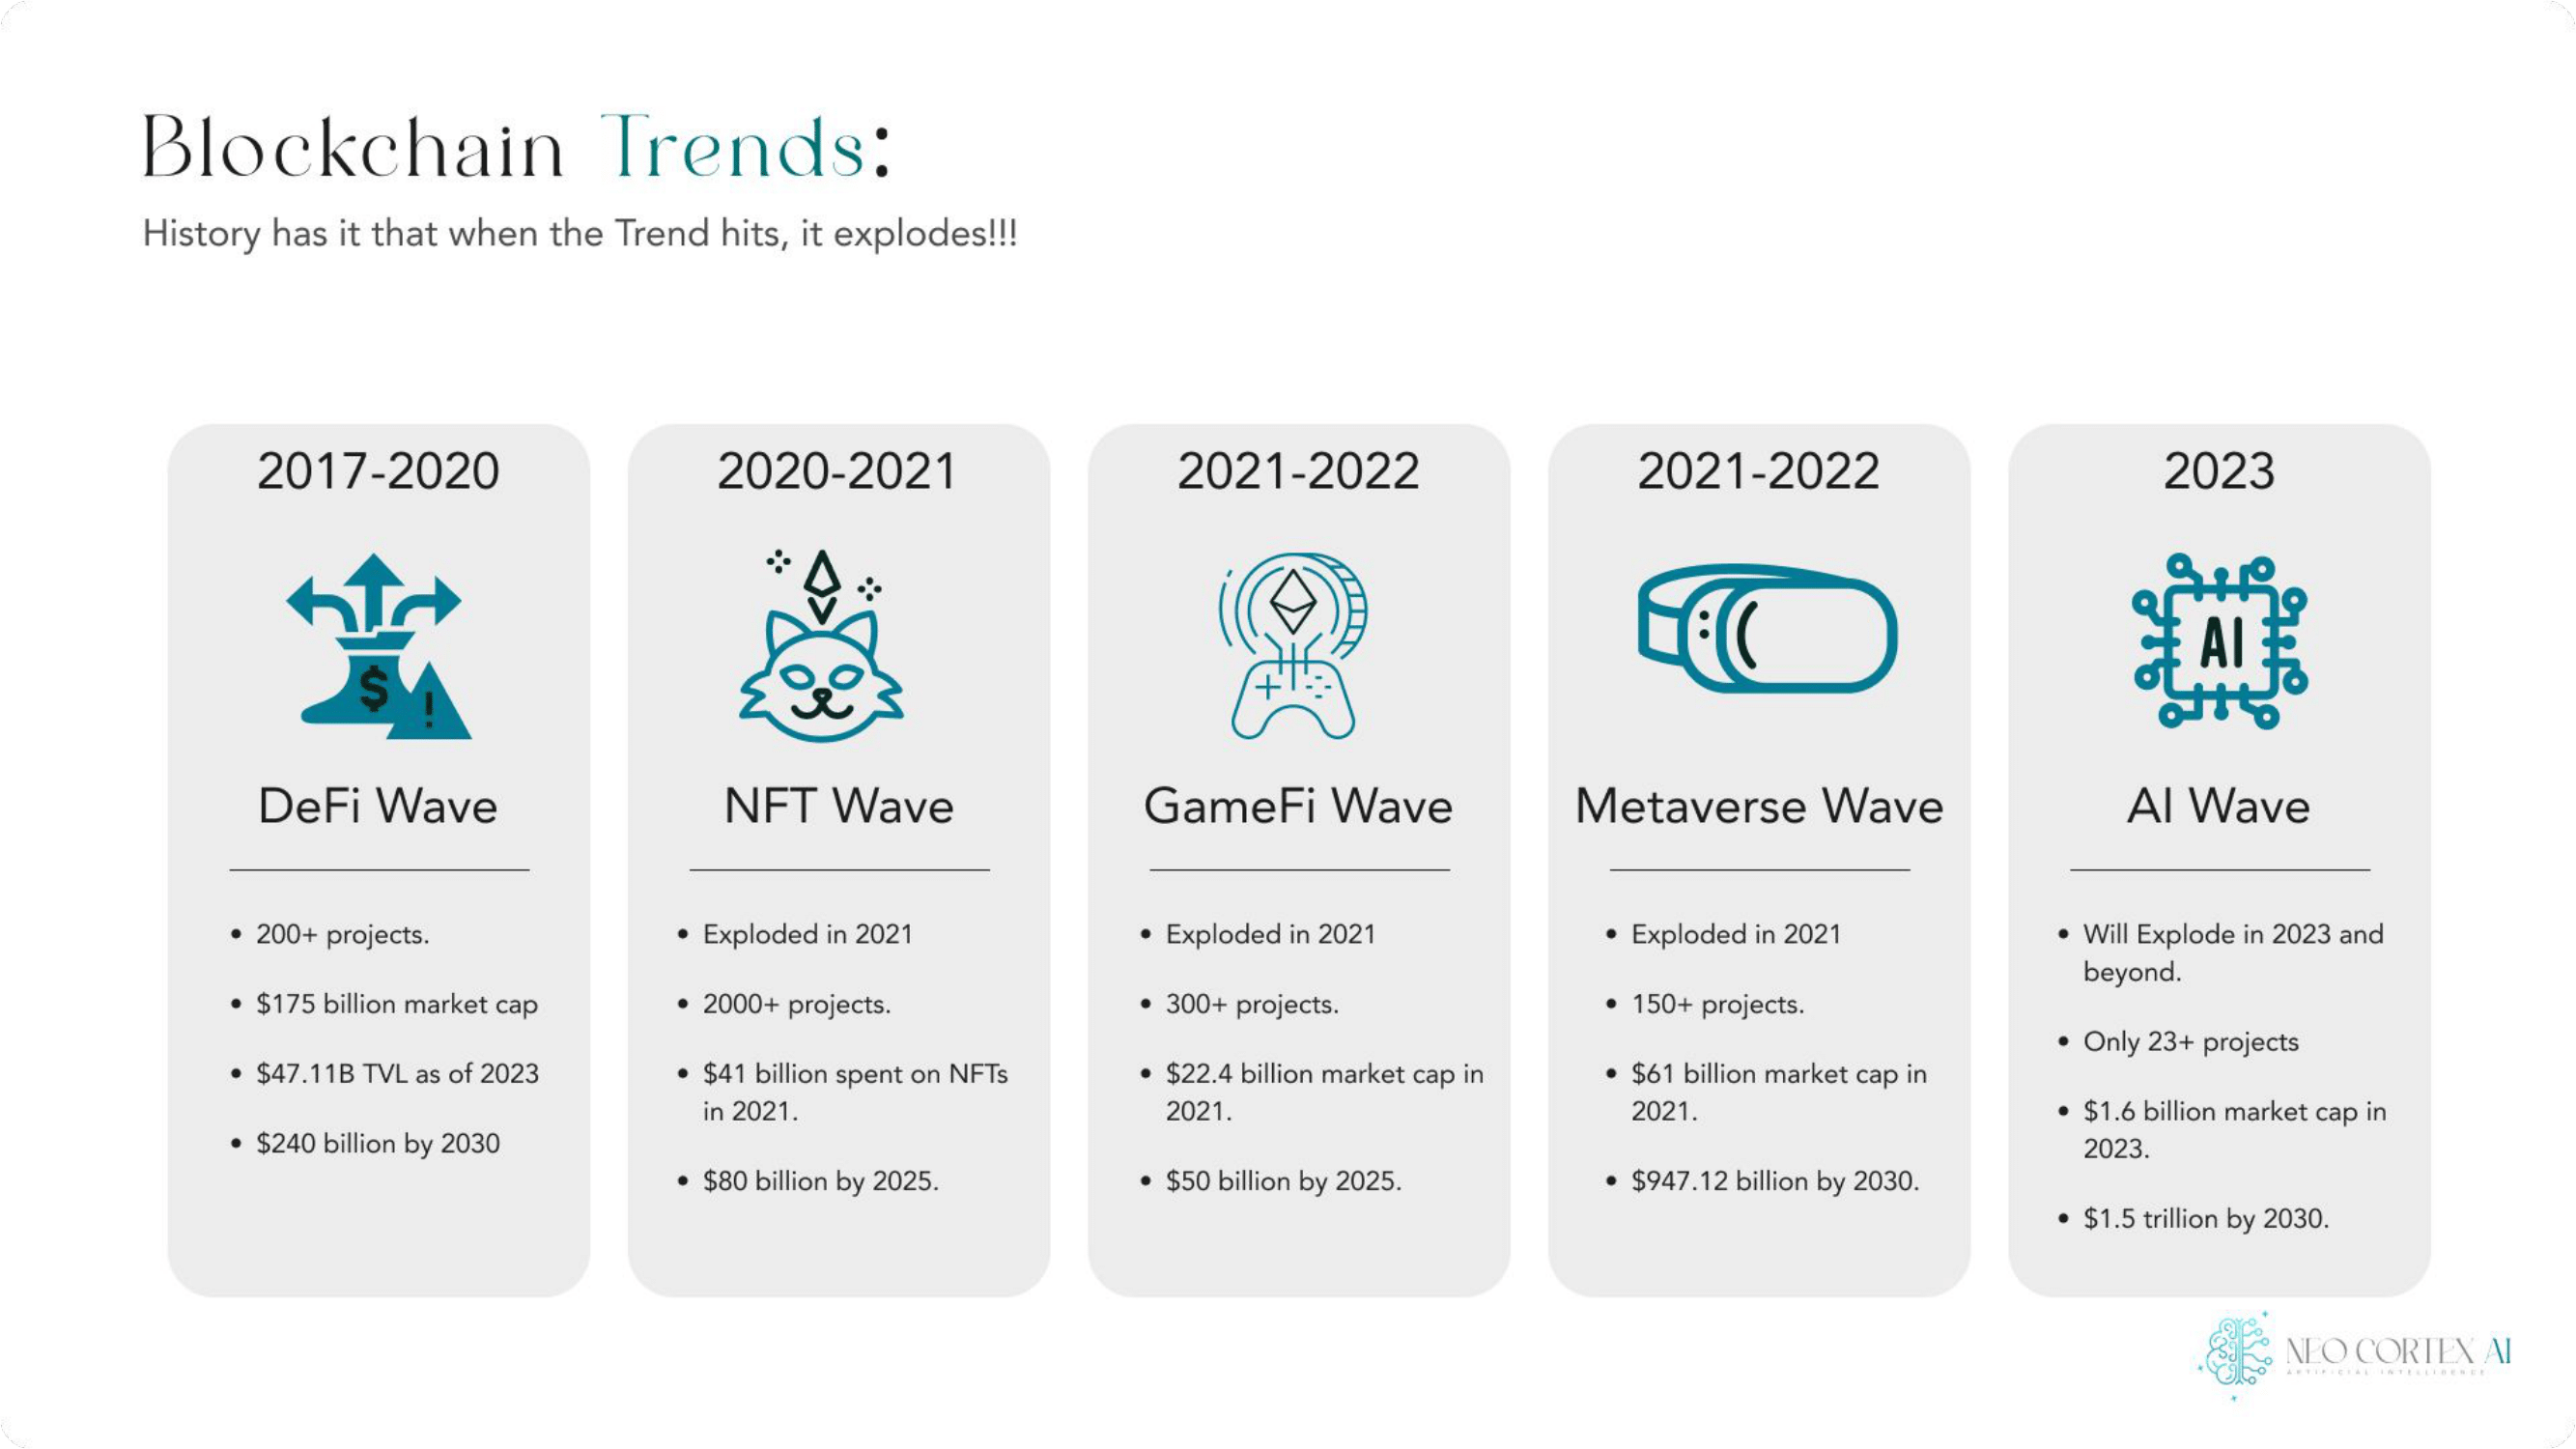 Blockchain Trends:
History has it that when the Trend hits, it explodes!!!
2017-2020
$
!
DeFi Wave
• 200+ projects.
• $175 billion market cap
• $47.11B TVL as of 2023
• $240 billion by 2030
2020-2021
NFT Wave
• Exploded in 2021
• 2000+ projects.
• $41 billion spent on NFTs
in 2021.
• $80 billion by 2025.
2021-2022
GameFi Wave
• Exploded in 2021
• 300+ projects.
• $22.4 billion market cap in
2021.
• $50 billion by 2025.
2021-2022
Metaverse Wave
• Exploded in 2021
• 150+ projects.
• $61 billion market cap in
2021.
• $947.12 billion by 2030.
2023
AI
AI Wave
• Will Explode in 2023 and
beyond.
• Only 23+ projects
• $1.6 billion market cap in
2023.
• $1.5 trillion by 2030.
NEO CORTEX AI
ARTIFICIAL INTELLIGENCE